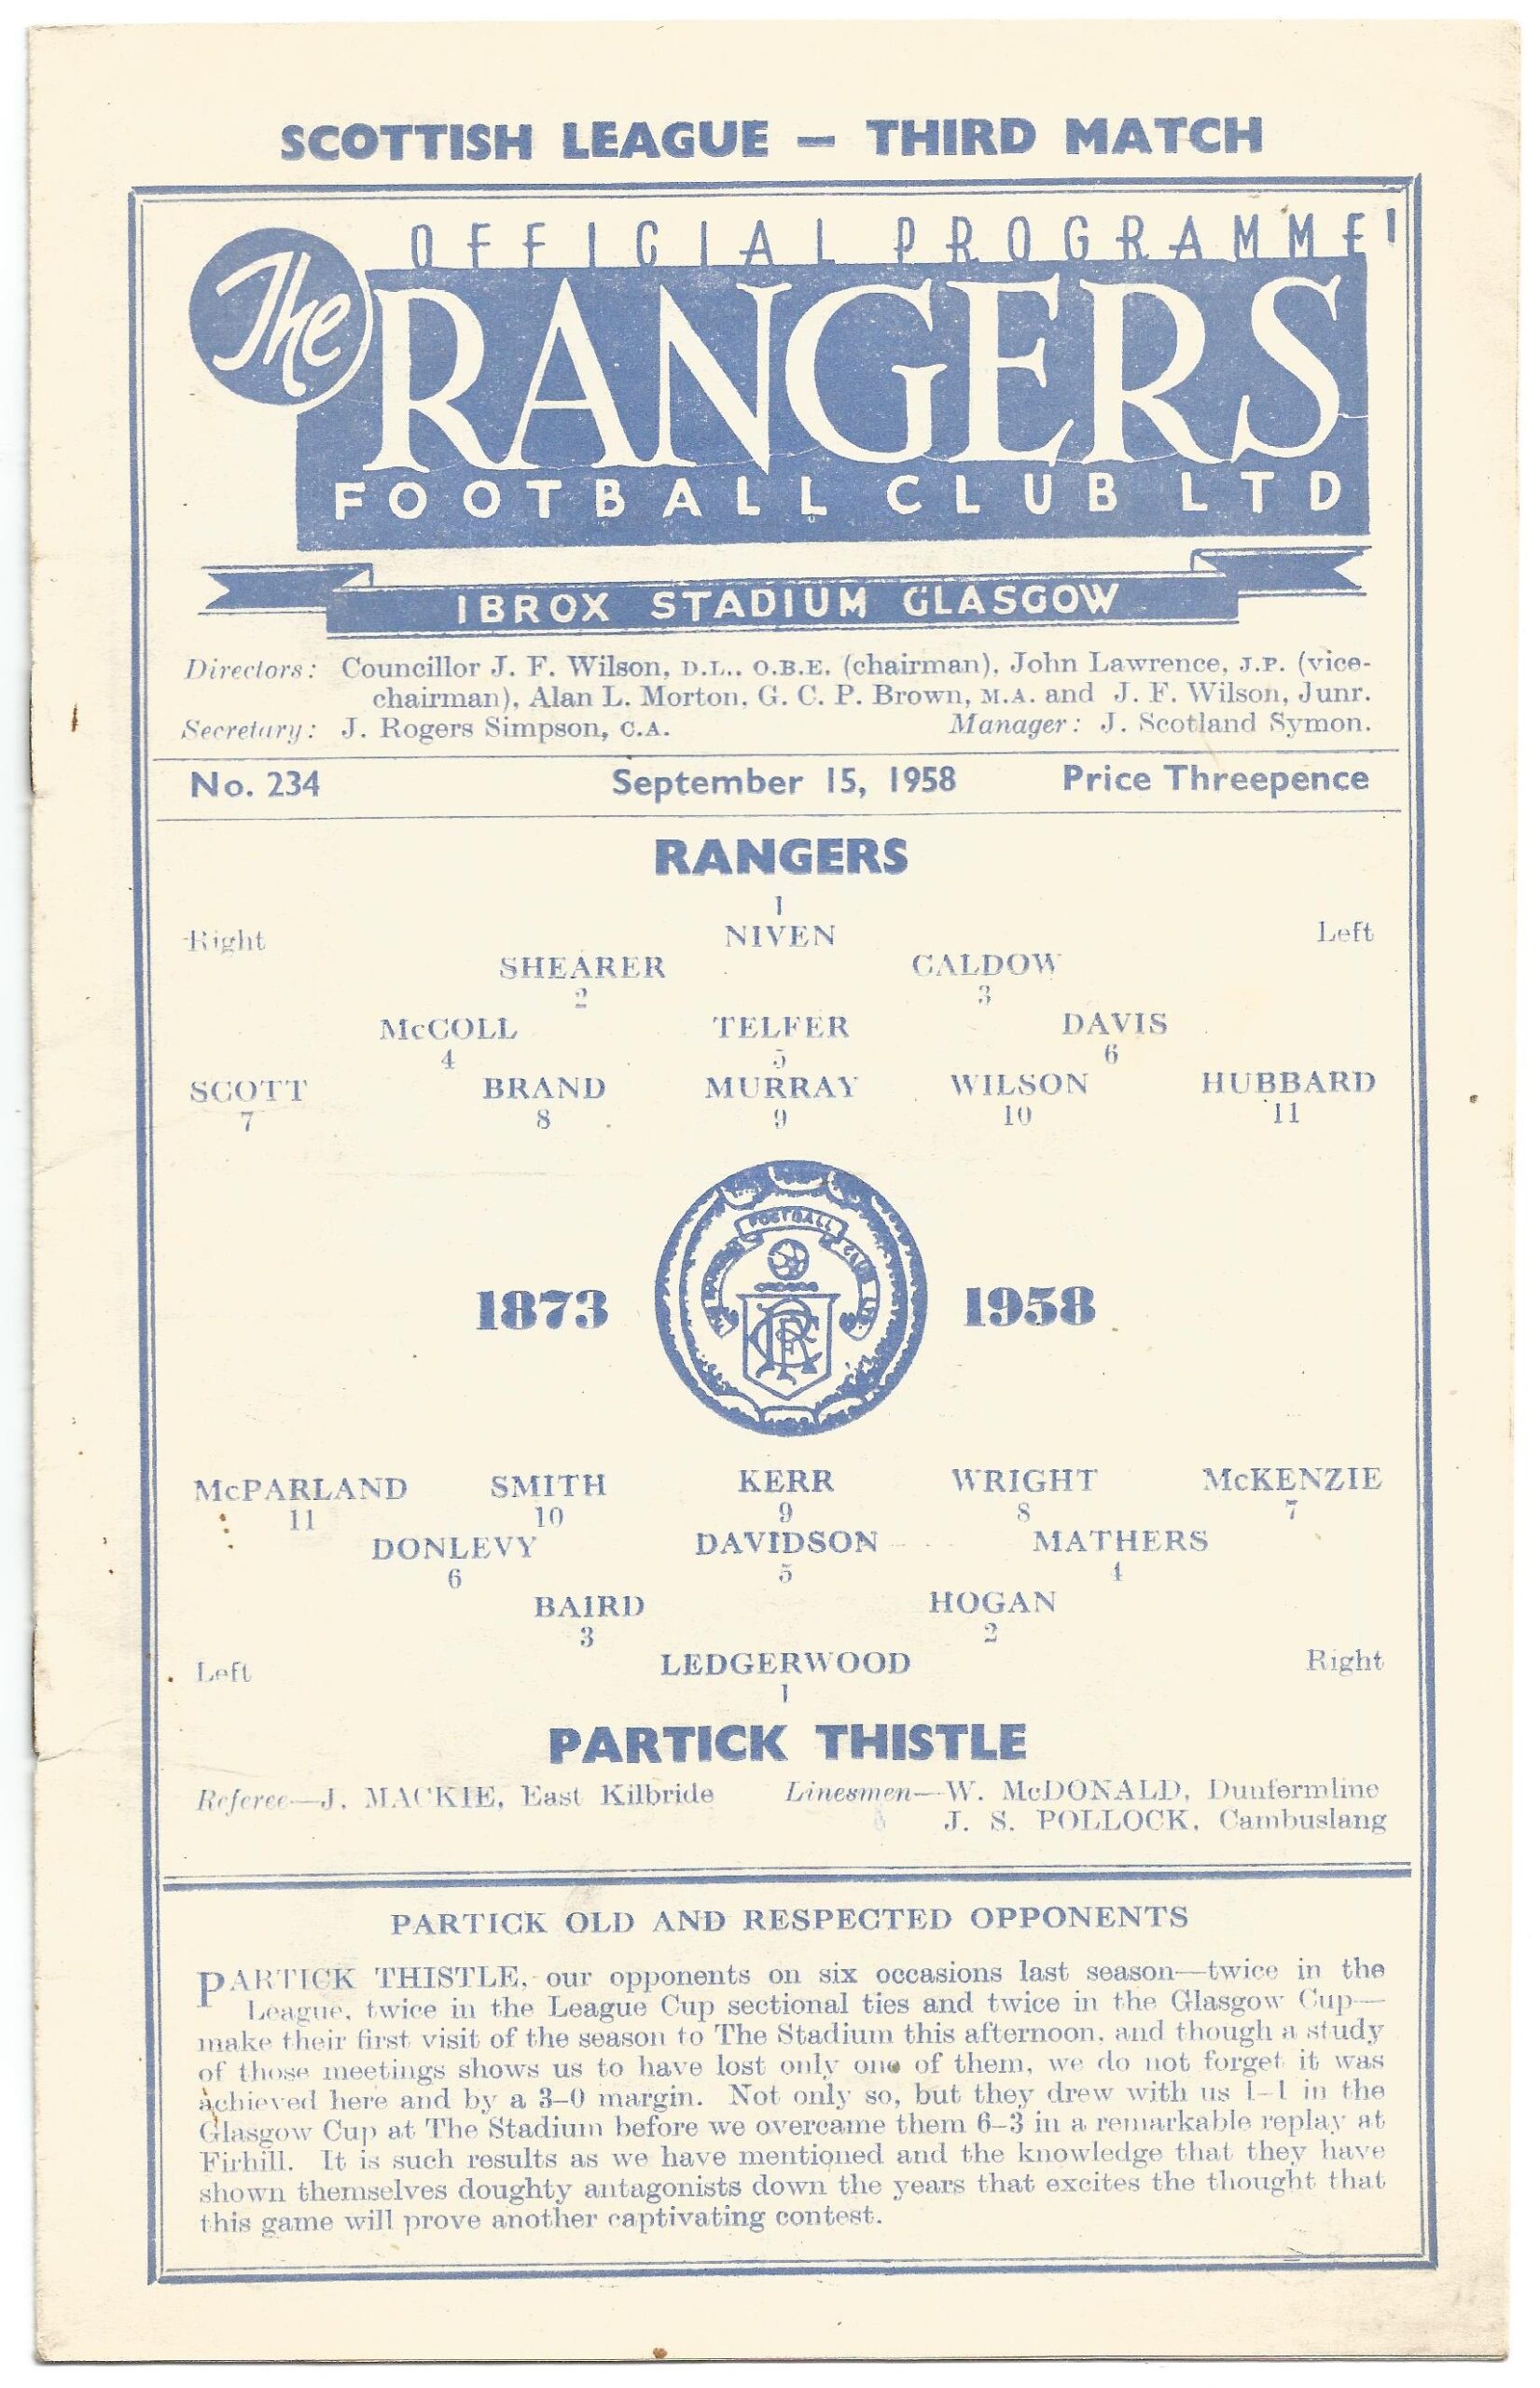 SCOTTISH LEAGUE — THIRD MATCH
OFFICIAL PROGRAMME
The
RANGERS
FOOTBALL CLUB LTD
IBROX STADIUM GLASGOW
Directors: Councillor J. F. Wilson, D.L., O.B.E. (chairman), John Lawrence, J.P. (vice-
chairman), Alan L. Morton, G. C. P. Brown, M.A. and J. F. Wilson, Junr.
Secretary: J. Rogers Simpson, C.A. Manager: J. Scotland Symon.
No. 234 September 15, 1958 Price Threepence
RANGERS
1
Right NIVEN Left
SHEARER CALDOW
2 3
McCOLL TELFER DAVIS
4 5 6
SCOTT BRAND MURRAY WILSON HUBBARD
7 8 9 10 11
FOOTBALL
1873 1958
McPARLAND SMITH KERR WRIGHT McKENZIE
11 10 9 8 7
DONLEVY DAVIDSON MATHERS
6 5 4
BAIRD HOGAN
3 2
Left LEDGERWOOD Right
1
PARTICK THISTLE
Referee—J. MACKIE, East Kilbride Linesmen—W. McDONALD, Dunfermline
J. S. POLLOCK, Cambuslang
PARTICK OLD AND RESPECTED OPPONENTS
PARTICK THISTLE, our opponents on six occasions last season—twice in the
League, twice in the League Cup sectional ties and twice in the Glasgow Cup—
make their first visit of the season to The Stadium this afternoon, and though a study
of those meetings shows us to have lost only one of them, we do not forget it was
achieved here and by a 3–0 margin. Not only so, but they drew with us 1–1 in the
Glasgow Cup at The Stadium before we overcame them 6–3 in a remarkable replay at
Firhill. It is such results as we have mentioned and the knowledge that they have
shown themselves doughty antagonists down the years that excites the thought that
this game will prove another captivating contest.